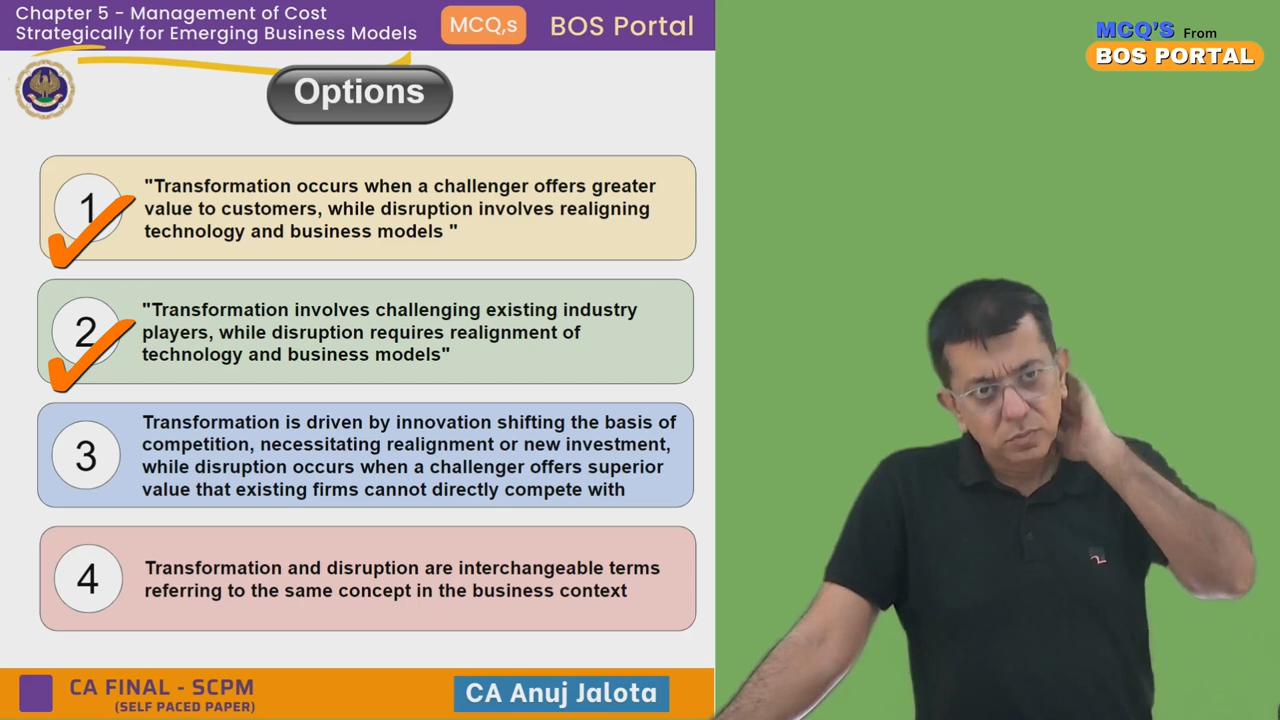 Chapter 5 - Management of Cost
Strategically for Emerging Business Models
MCQ,s
BOS Portal
MCQ'S From
BOS PORTAL
Options
1
"Transformation occurs when a challenger offers greater
value to customers, while disruption involves realigning
technology and business models "
2
"Transformation involves challenging existing industry
players, while disruption requires realignment of
technology and business models"
3
Transformation is driven by innovation shifting the basis of
competition, necessitating realignment or new investment,
while disruption occurs when a challenger offers superior
value that existing firms cannot directly compete with
4
Transformation and disruption are interchangeable terms
referring to the same concept in the business context
CA FINAL - SCPM
(SELF PACED PAPER)
CA Anuj Jalota